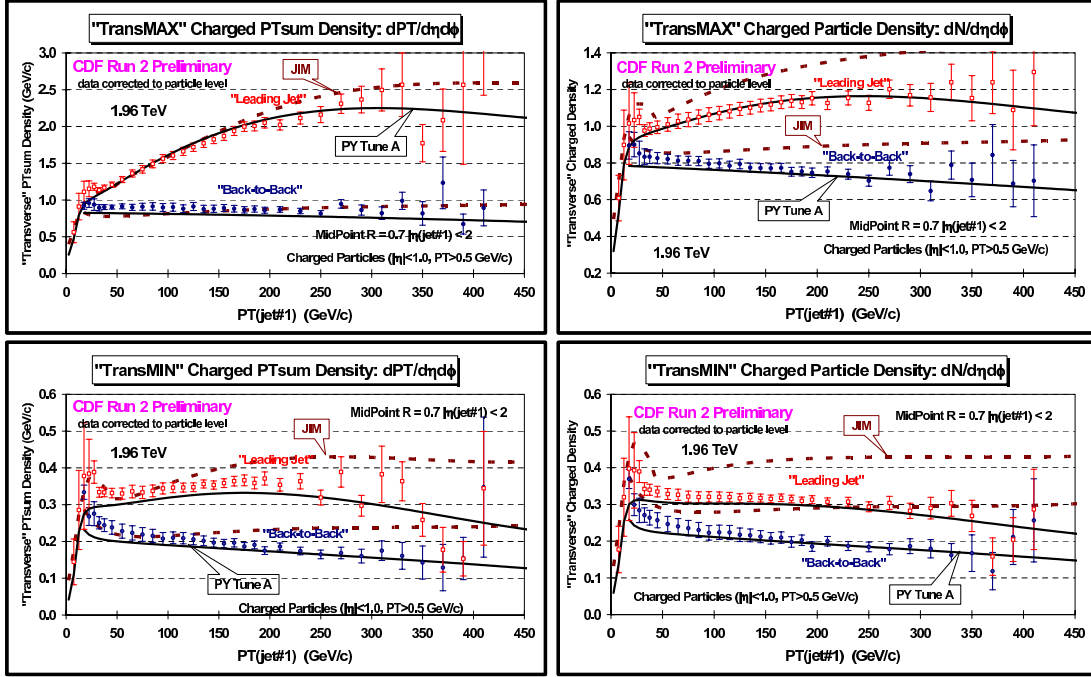 "TransMAX" Charged PTsum Density: dPT/dηdϕ
"Transverse" PTsum Density (GeV/c)
3.0
2.5
2.0
1.5
1.0
0.5
0.0
CDF Run 2 Preliminary
data corrected to particle level
1.96 TeV
JIM
"Leading Jet"
PY Tune A
"Back-to-Back"
MidPoint R = 0.7 |η(jet#1) < 2
Charged Particles (|η|<1.0, PT>0.5 GeV/c)
0 50 100 150 200 250 300 350 400 450
PT(jet#1) (GeV/c)
"TransMAX" Charged Particle Density: dN/dηdϕ
"Transverse" Charged Density
1.4
1.2
1.0
0.8
0.6
0.4
0.2
CDF Run 2 Preliminary
data corrected to particle level
"Leading Jet"
JIM
"Back-to-Back"
PY Tune A
MidPoint R = 0.7 |η(jet#1) < 2
1.96 TeV
Charged Particles (|η|<1.0, PT>0.5 GeV/c)
0 50 100 150 200 250 300 350 400 450
PT(jet#1) (GeV/c)
"TransMIN" Charged PTsum Density: dPT/dηdϕ
"Transverse" PTsum Density (GeV/c)
0.6
0.5
0.4
0.3
0.2
0.1
0.0
CDF Run 2 Preliminary
data corrected to particle level
MidPoint R = 0.7 |η(jet#1) < 2
1.96 TeV
JIM
"Leading Jet"
"Back-to-Back"
PY Tune A
Charged Particles (|η|<1.0, PT>0.5 GeV/c)
0 50 100 150 200 250 300 350 400 450
PT(jet#1) (GeV/c)
"TransMIN" Charged Particle Density: dN/dηdϕ
"Transverse" Charged Density
0.6
0.5
0.4
0.3
0.2
0.1
0.0
CDF Run 2 Preliminary
data corrected to particle level
MidPoint R = 0.7 |η(jet#1) < 2
1.96 TeV
JIM
"Leading Jet"
"Back-to-Back"
PY Tune A
Charged Particles (|η|<1.0, PT>0.5 GeV/c)
0 50 100 150 200 250 300 350 400 450
PT(jet#1) (GeV/c)